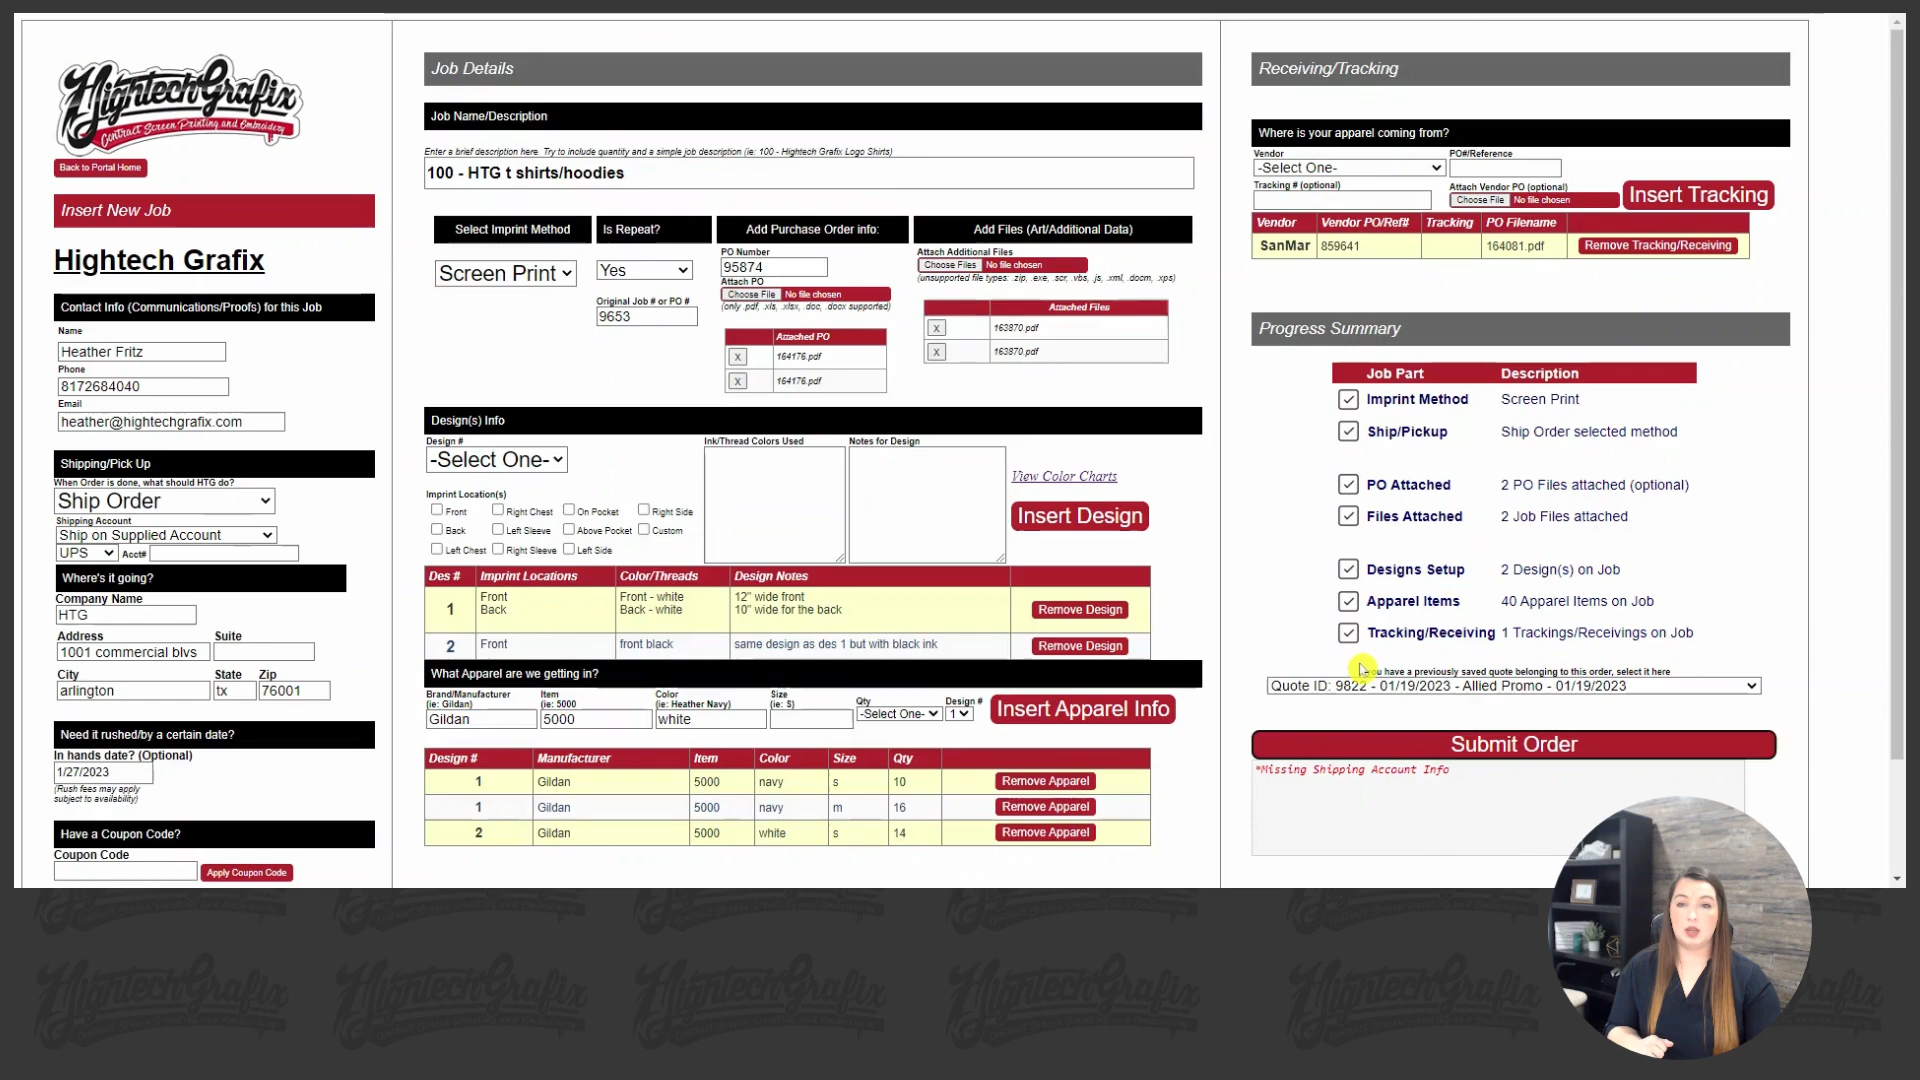 Hightech Grafix
Contract Screen Printing and Embroidery
Back to Portal Home
Insert New Job
Hightech Grafix
Contact Info (Communications/Proofs) for this Job
Name
Heather Fritz
Phone
8172684040
Email
heather@hightechgrafix.com
Shipping/Pick Up
When Order is done, what should HTG do?
Ship Order
Shipping Account
Ship on Supplied Account
UPS Acct#
Where's it going?
Company Name
HTG
Address Suite
1001 commercial blvs
City State Zip
arlington tx 76001
Need it rushed/by a certain date?
In hands date? (Optional)
1/27/2023
(Rush fees may apply
subject to availability)
Have a Coupon Code?
Coupon Code
Apply Coupon Code
Job Details
Job Name/Description
Enter a brief description here. Try to include quantity and a simple job description (ie: 100 - Hightech Grafix Logo Shirts)
100 - HTG t shirts/hoodies
Select Imprint Method
Screen Print
Is Repeat?
Yes
Original Job # or PO #
9653
Add Purchase Order info:
PO Number
95874
Attach PO
Choose File No file chosen
(only .pdf, .xls, .xlsx, .doc, .docx supported)
Attached PO
X 164176.pdf
X 164176.pdf
Add Files (Art/Additional Data)
Attach Additional Files
Choose Files No file chosen
(unsupported file types: .zip, .exe, .scr, .vbs, .js, .xml, .docm, .xps)
Attached Files
X 163870.pdf
X 163870.pdf
Design(s) Info
Design # Ink/Thread Colors Used Notes for Design
-Select One-
View Color Charts
Imprint Location(s)
Front Right Chest On Pocket Right Side
Back Left Sleeve Above Pocket Custom
Left Chest Right Sleeve Left Side
Insert Design
Des # Imprint Locations Color/Threads Design Notes
1 Front Front - white 12" wide front Remove Design
Back Back - white 10" wide for the back
2 Front front black same design as des 1 but with black ink Remove Design
What Apparel are we getting in?
Brand/Manufacturer Item Color Size Qty Design #
(ie: Gildan) (ie: 5000 (ie: Heather Navy) (ie: S)
Gildan 5000 white -Select One- 1 Insert Apparel Info
Design # Manufacturer Item Color Size Qty
1 Gildan 5000 navy s 10 Remove Apparel
1 Gildan 5000 navy m 16 Remove Apparel
2 Gildan 5000 white s 14 Remove Apparel
Receiving/Tracking
Where is your apparel coming from?
Vendor PO#/Reference
-Select One-
Tracking # (optional) Attach Vendor PO (optional)
Choose File No file chosen
Insert Tracking
Vendor Vendor PO/Ref# Tracking PO Filename
SanMar 859641 164081.pdf Remove Tracking/Receiving
Progress Summary
Job Part Description
Imprint Method Screen Print
Ship/Pickup Ship Order selected method
PO Attached 2 PO Files attached (optional)
Files Attached 2 Job Files attached
Designs Setup 2 Design(s) on Job
Apparel Items 40 Apparel Items on Job
Tracking/Receiving 1 Trackings/Receivings on Job
you have a previously saved quote belonging to this order, select it here
Quote ID: 9822 - 01/19/2023 - Allied Promo - 01/19/2023
Submit Order
*Missing Shipping Account Info